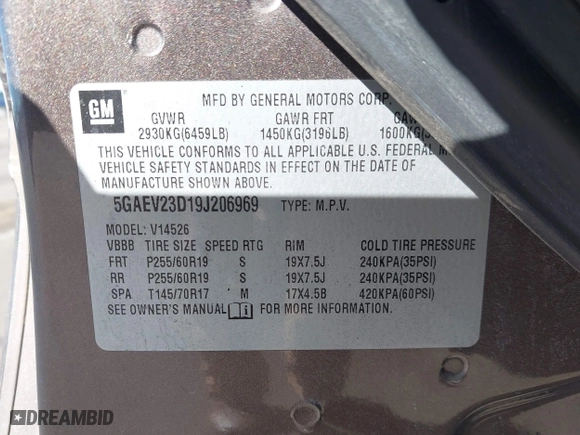 GM
MFD BY GENERAL MOTORS CORP.
GVWR GAWR FRT
2930KG(6459LB) 1450KG(3196LB) 1600KG(3
THIS VEHICLE CONFORMS TO ALL APPLICABLE U.S. FEDERAL M
VEHICLE SAFETY STANDARDS IN EFFECT ON THE DATE OF
MFR SHOWN ABOVE.
5GAEV23D19J206969 TYPE: M.P.V.
MODEL: V14526
VBBB TIRE SIZE SPEED RTG RIM COLD TIRE PRESSURE
FRT P255/60R19 S 19X7.5J 240KPA(35PSI)
RR P255/60R19 S 19X7.5J 240KPA(35PSI)
SPA T145/70R17 M 17X4.5B 420KPA(60PSI)
SEE OWNER'S MANUAL FOR MORE INFORMATION.
DREAMBID